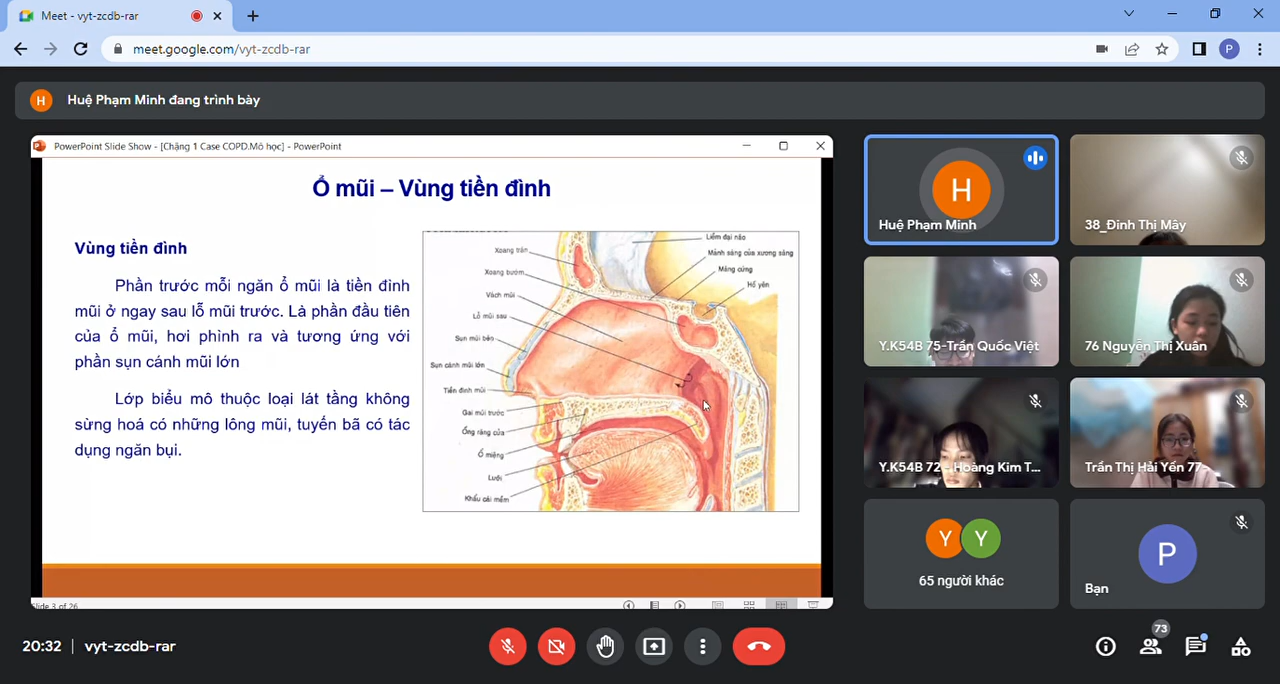 Meet - vyt-zcdb-rar
meet.google.com/vyt-zcdb-rar
P
H
Huệ Phạm Minh đang trình bày
PowerPoint Slide Show - [Chặng 1 Case COPD.Mô học] - PowerPoint
Ổ mũi – Vùng tiền đình
Vùng tiền đình
Phần trước mỗi ngăn ổ mũi là tiền đình
mũi ở ngay sau lỗ mũi trước. Là phần đầu tiên
của ổ mũi, hơi phình ra và tương ứng với
phần sụn cánh mũi lớn
Lớp biểu mô thuộc loại lát tầng không
sừng hoá có những lông mũi, tuyến bã có tác
dụng ngăn bụi.
Xoang trán
Xoang bướm
Vách mũi
Lỗ mũi sau
Sụn mũi bên
Sụn cánh mũi lớn
Tiền đình mũi
Gai mũi trước
Ống răng cửa
Ổ miệng
Lưỡi
Khẩu cái mềm
Liềm đại não
Mảnh sàng của xương sàng
Màng cứng
Hố yên
Slide 3 of 26
H
Huệ Phạm Minh
38_Đinh Thị Mây
Y.K54B 75-Trần Quốc Việt
76 Nguyễn Thị Xuân
Y.K54B 72 - Hoàng Kim T...
Trần Thị Hải Yến 77-
Y
Y
65 người khác
P
Bạn
20:32 | vyt-zcdb-rar
73